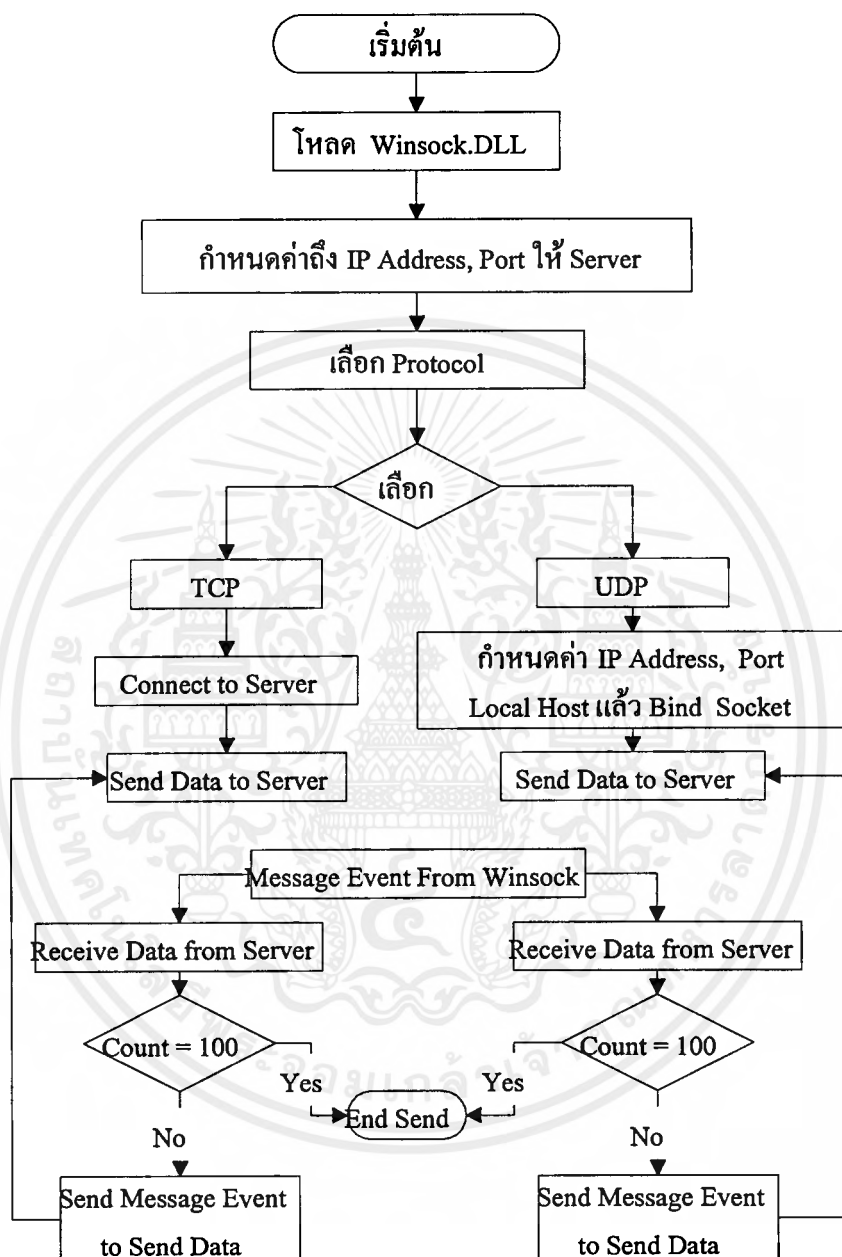 เริ่มต้น
โหลด Winsock.DLL
กำหนดค่าถึง IP Address, Port ให้ Server
เลือก Protocol
เลือก
TCP
UDP
Connect to Server
กำหนดค่า IP Address, Port
Local Host แล้ว Bind Socket
Send Data to Server
Send Data to Server
Message Event From Winsock
Receive Data from Server
Receive Data from Server
Count = 100
Count = 100
Yes
Yes
End Send
No
No
Send Message Event
to Send Data
Send Message Event
to Send Data